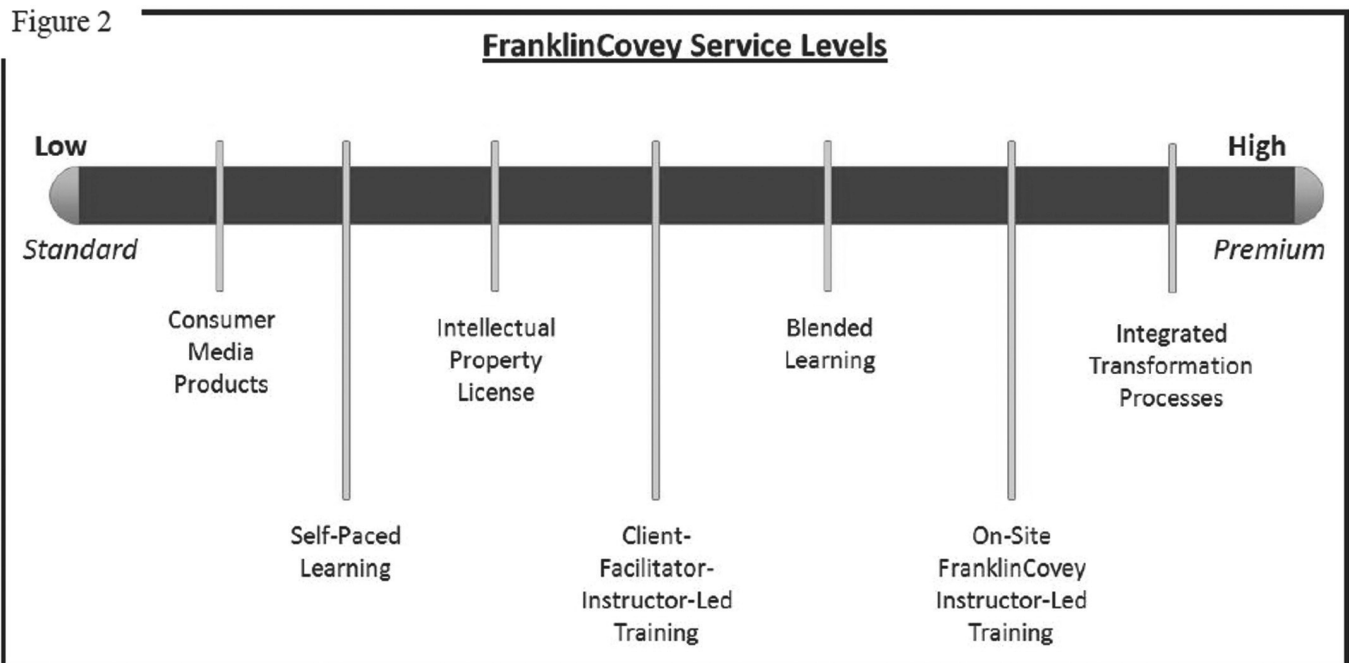 Figure 2
FranklinCovey Service Levels
Low
High
Standard
Premium
Consumer
Media
Products
Self-Paced
Learning
Intellectual
Property
License
Client-
Facilitator-
Instructor-Led
Training
Blended
Learning
On-Site
FranklinCovey
Instructor-Led
Training
Integrated
Transformation
Processes